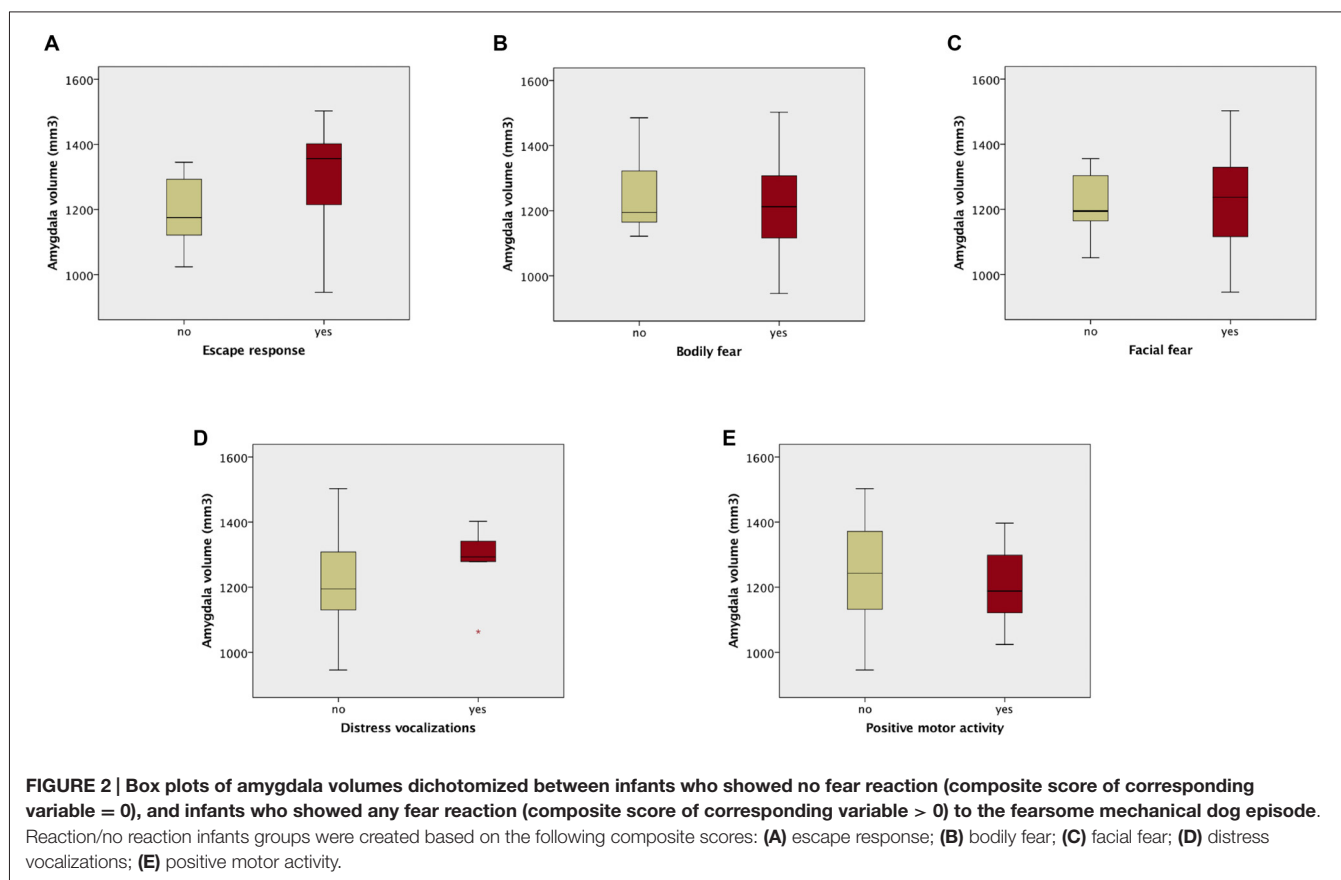 A
B
C
1600
1400
1200
1000
Amygdala volume (mm3)
no
yes
Escape response
1600
1400
1200
1000
Amygdala volume (mm3)
no
yes
Bodily fear
1600
1400
1200
1000
Amygdala volume (mm3)
no
yes
Facial fear
D
E
1600
1400
1200
1000
Amygdala volume (mm3)
no
yes
Distress vocalizations
1600
1400
1200
1000
Amygdala volume (mm3)
no
yes
Positive motor activity
FIGURE 2 | Box plots of amygdala volumes dichotomized between infants who showed no fear reaction (composite score of corresponding
variable = 0), and infants who showed any fear reaction (composite score of corresponding variable > 0) to the fearsome mechanical dog episode.
Reaction/no reaction infants groups were created based on the following composite scores: (A) escape response; (B) bodily fear; (C) facial fear; (D) distress
vocalizations; (E) positive motor activity.